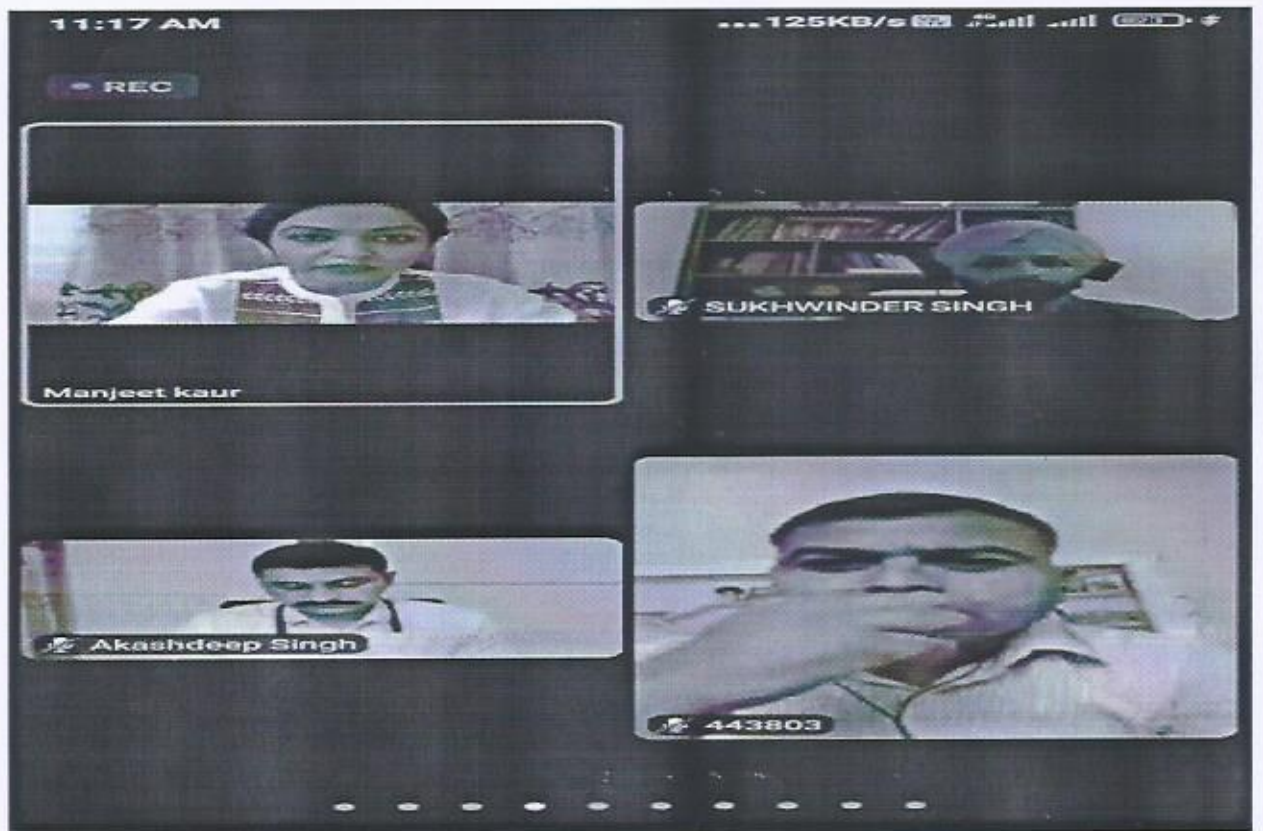 11:17 AM
125KB/s
REC
SUKHWINDER SINGH
Manjeet kaur
Akashdeep Singh
443803